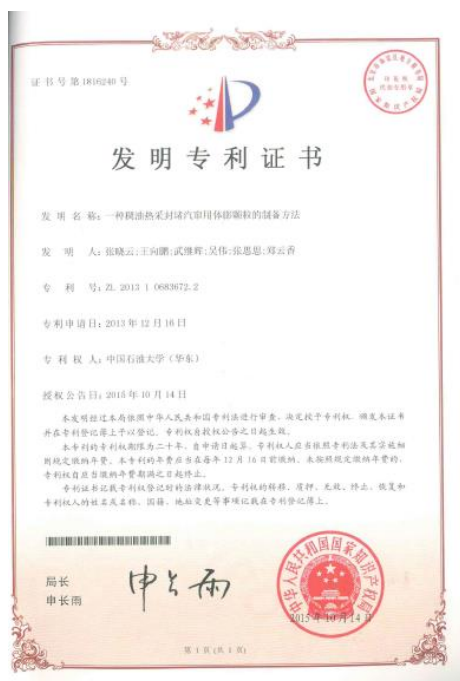 证书号第1816240号
发明专利证书
发 明 名 称：一种稠油热采封堵汽窜用体膨颗粒的制备方法
发 明 人：张晓云;王向鹏;武继辉;吴伟;张思思;郑云香
专 利 号：ZL 2013 1 0683672.2
专利申请日：2013年12月16日
专 利 权 人：中国石油大学（华东）
授权公告日：2015年10月14日
本发明经过本局依照中华人民共和国专利法进行审查，决定授予专利权，颁发本证书
并在专利登记簿上予以登记。专利权自授权公告之日起生效。
本专利的专利权期限为二十年，自申请日起算。专利权人应当依照专利法及其实施细
则规定缴纳年费。本专利的年费应当在每年12月16日前缴纳。未按照规定缴纳年费的，
专利权自应当缴纳年费期满之日起终止。
专利证书记载专利权登记时的法律状况。专利权的转移、质押、无效、终止、恢复和
专利权人的姓名或名称、国籍、地址变更等事项记载在专利登记簿上。
局长
申长雨
申长雨
中华人民共和国国家知识产权局
2015年10月14日
第1页(共1页)